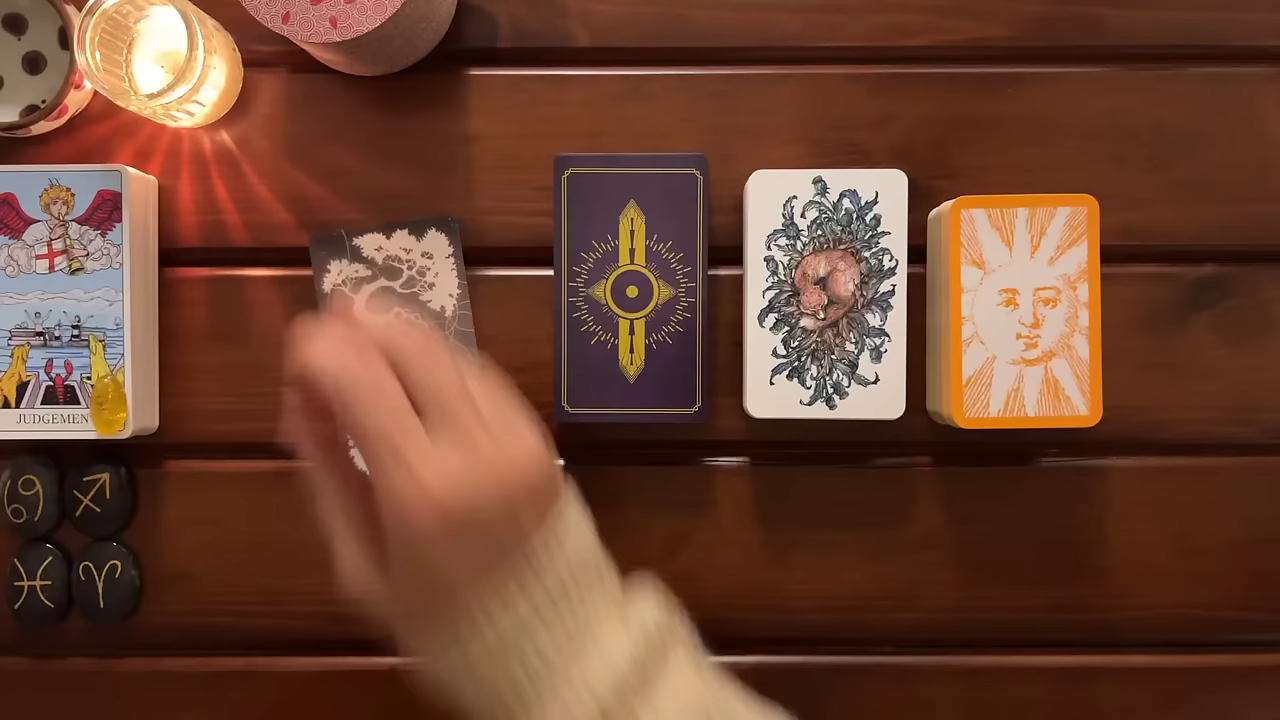 JUDGEMEN
♋ ♐
♓ ♈